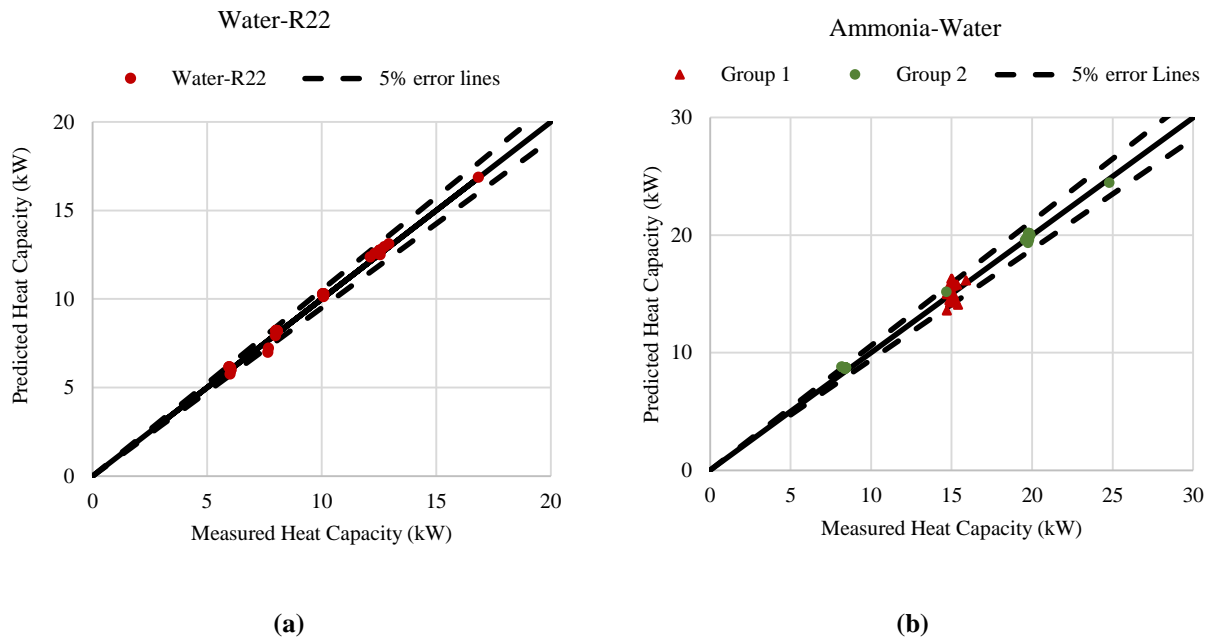 Water-R22
Water-R22 5% error lines
Predicted Heat Capacity (kW)
20
15
10
5
0
0 5 10 15 20
Measured Heat Capacity (kW)
(a)
Ammonia-Water
Group 1 Group 2 5% error Lines
Predicted Heat Capacity (kW)
30
20
10
0
0 5 10 15 20 25 30
Measured Heat Capacity (kW)
(b)